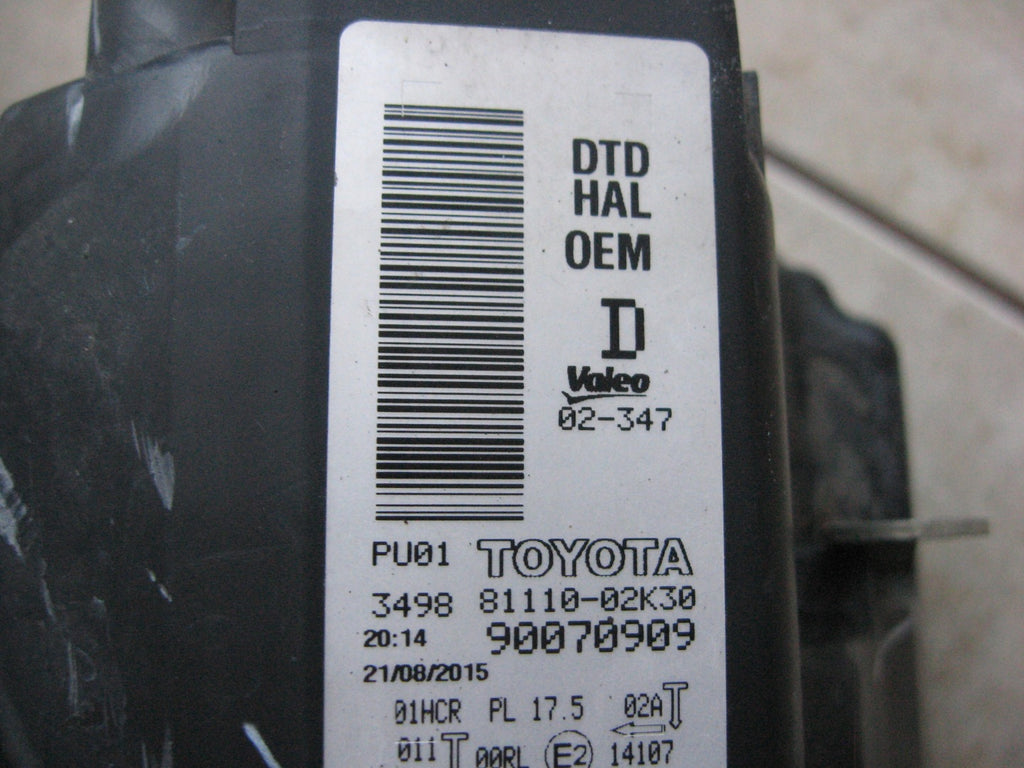 DTD
HAL
OEM
D
Valeo
02-347
PU01 TOYOTA
3498 81110-02K30
20:14 90070909
21/08/2015
01HCR PL 17.5 02A
011 00RL E2 14107